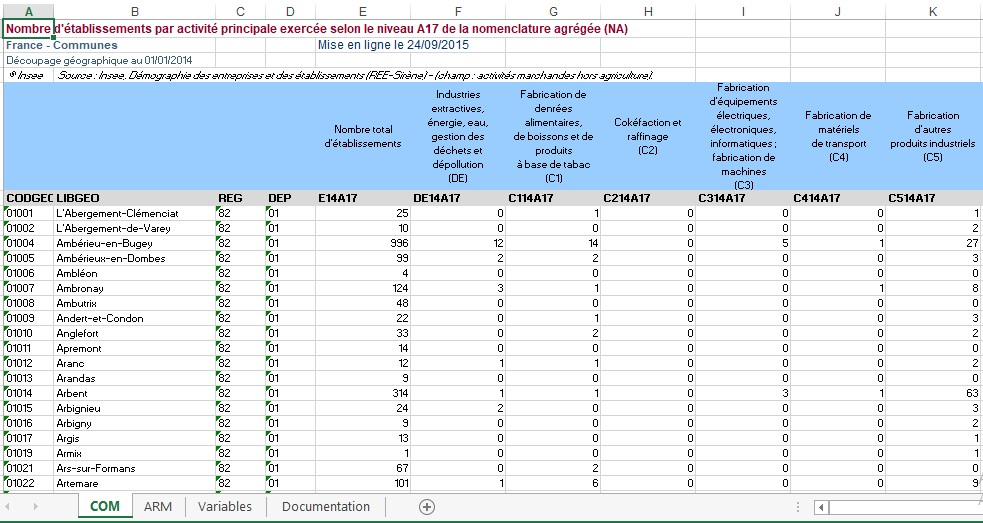 A B C D E F G H I J K
Nombre d'établissements par activité principale exercée selon le niveau A17 de la nomenclature agrégée (NA)
France - Communes Mise en ligne le 24/09/2015
Découpage géographique au 01/01/2014
© Insee Source : Insee, Démographie des entreprises et des établissements (REE-Sirène) - (champ : activités marchandes hors agriculture).
Nombre total
d'établissements
Industries
extractives,
énergie, eau,
gestion des
déchets et
dépollution
(DE)
Fabrication de
denrées
alimentaires,
de boissons et de
produits
à base de tabac
(C1)
Cokéfaction et
raffinage
(C2)
Fabrication
d'équipements
électriques,
électroniques,
informatiques ;
fabrication de
machines
(C3)
Fabrication de
matériels
de transport
(C4)
Fabrication
d'autres
produits industriels
(C5)
CODGEO LIBGEO REG DEP E14A17 DE14A17 C114A17 C214A17 C314A17 C414A17 C514A17
01001 L'Abergement-Clémenciat 82 01 25 0 1 0 0 0 1
01002 L'Abergement-de-Varey 82 01 10 0 0 0 0 0 2
01004 Ambérieu-en-Bugey 82 01 996 12 14 0 5 1 27
01005 Ambérieux-en-Dombes 82 01 99 2 2 0 0 0 3
01006 Ambléon 82 01 4 0 0 0 0 0 0
01007 Ambronay 82 01 124 3 1 0 0 1 8
01008 Ambutrix 82 01 48 0 0 0 0 0 0
01009 Andert-et-Condon 82 01 22 0 1 0 0 0 3
01010 Anglefort 82 01 33 0 2 0 0 0 2
01011 Apremont 82 01 14 0 0 0 0 0 0
01012 Aranc 82 01 12 1 1 0 0 0 2
01013 Arandas 82 01 9 0 0 0 0 0 0
01014 Arbent 82 01 314 1 1 0 3 1 63
01015 Arbignieu 82 01 24 2 0 0 0 0 3
01016 Arbigny 82 01 9 0 0 0 0 0 2
01017 Argis 82 01 13 0 0 0 0 0 1
01019 Armix 82 01 1 0 0 0 0 0 1
01021 Ars-sur-Formans 82 01 67 0 2 0 0 0 0
01022 Artemare 82 01 101 1 6 0 0 0 9
COM ARM Variables Documentation